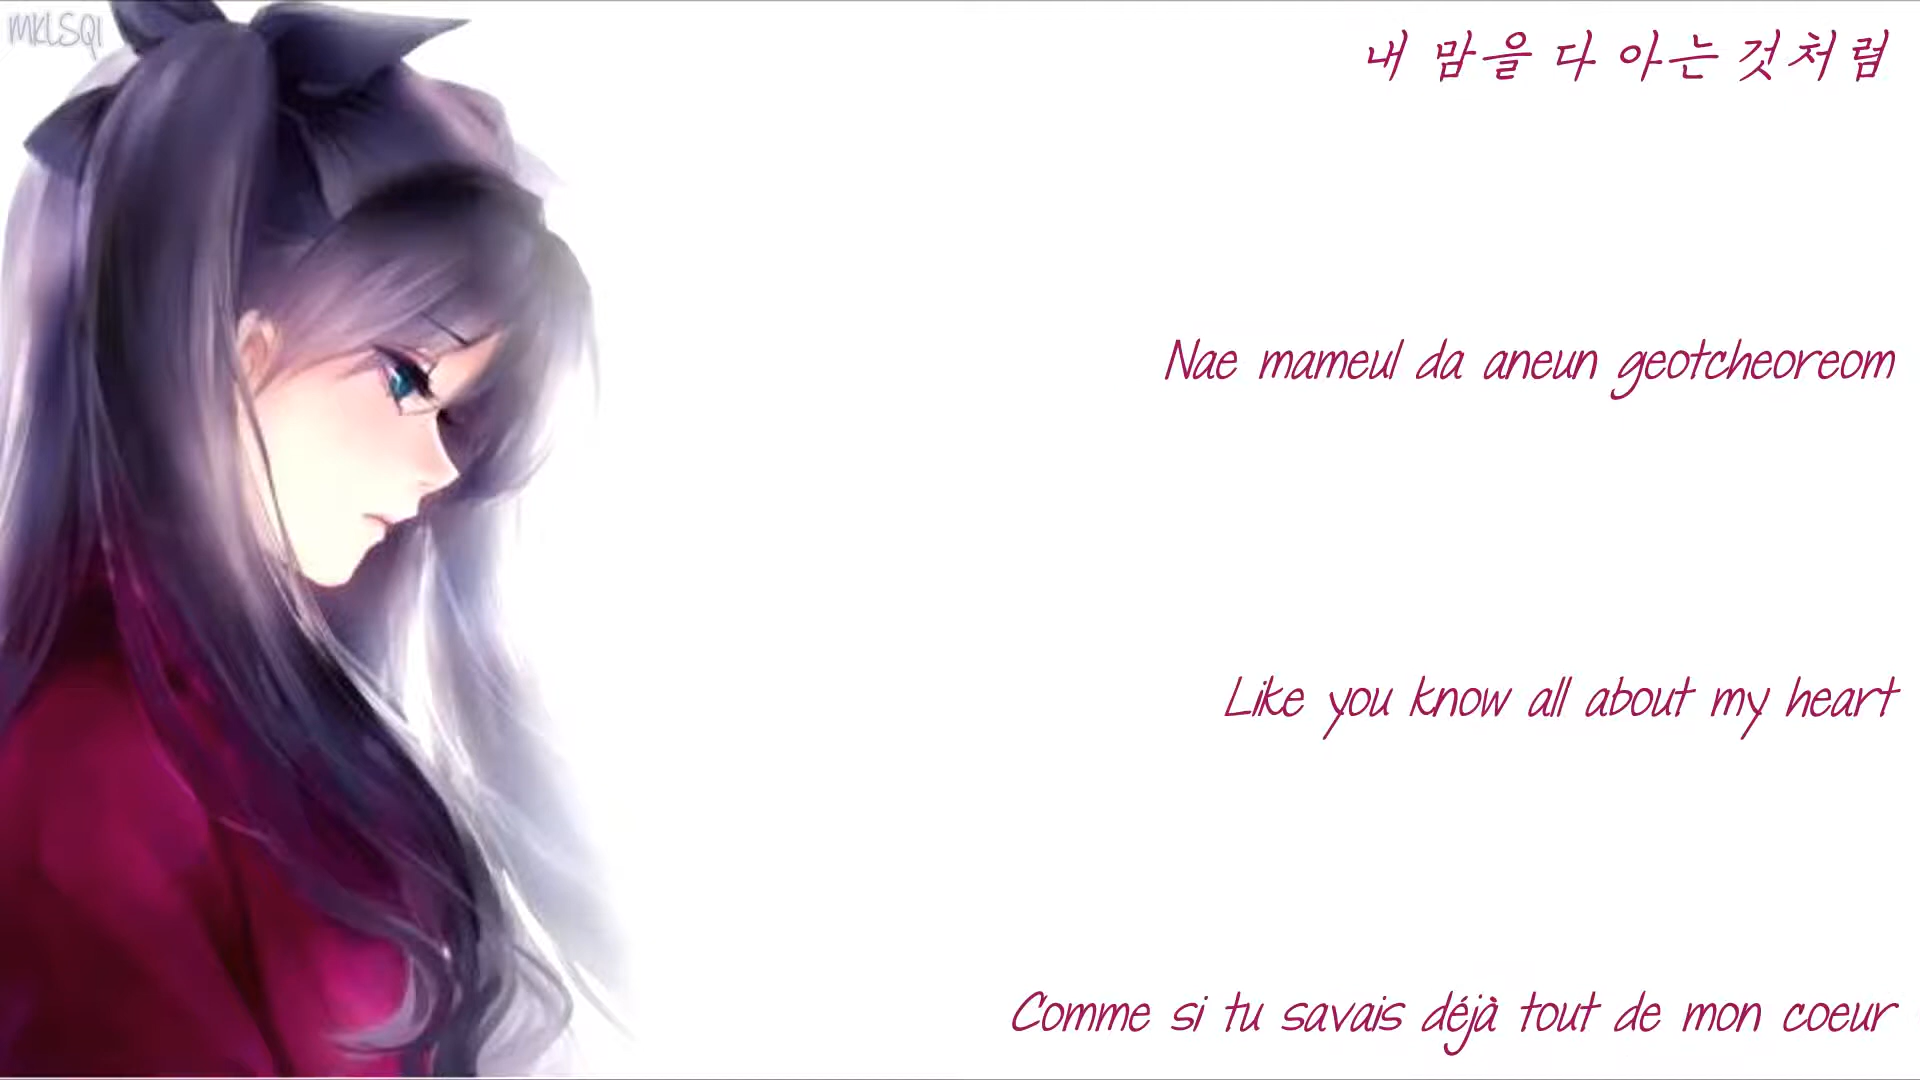 MKLSQI
내 맘을 다 아는 것처럼
Nae mameul da aneun geotcheoreom
Like you know all about my heart
Comme si tu savais déjà tout de mon coeur